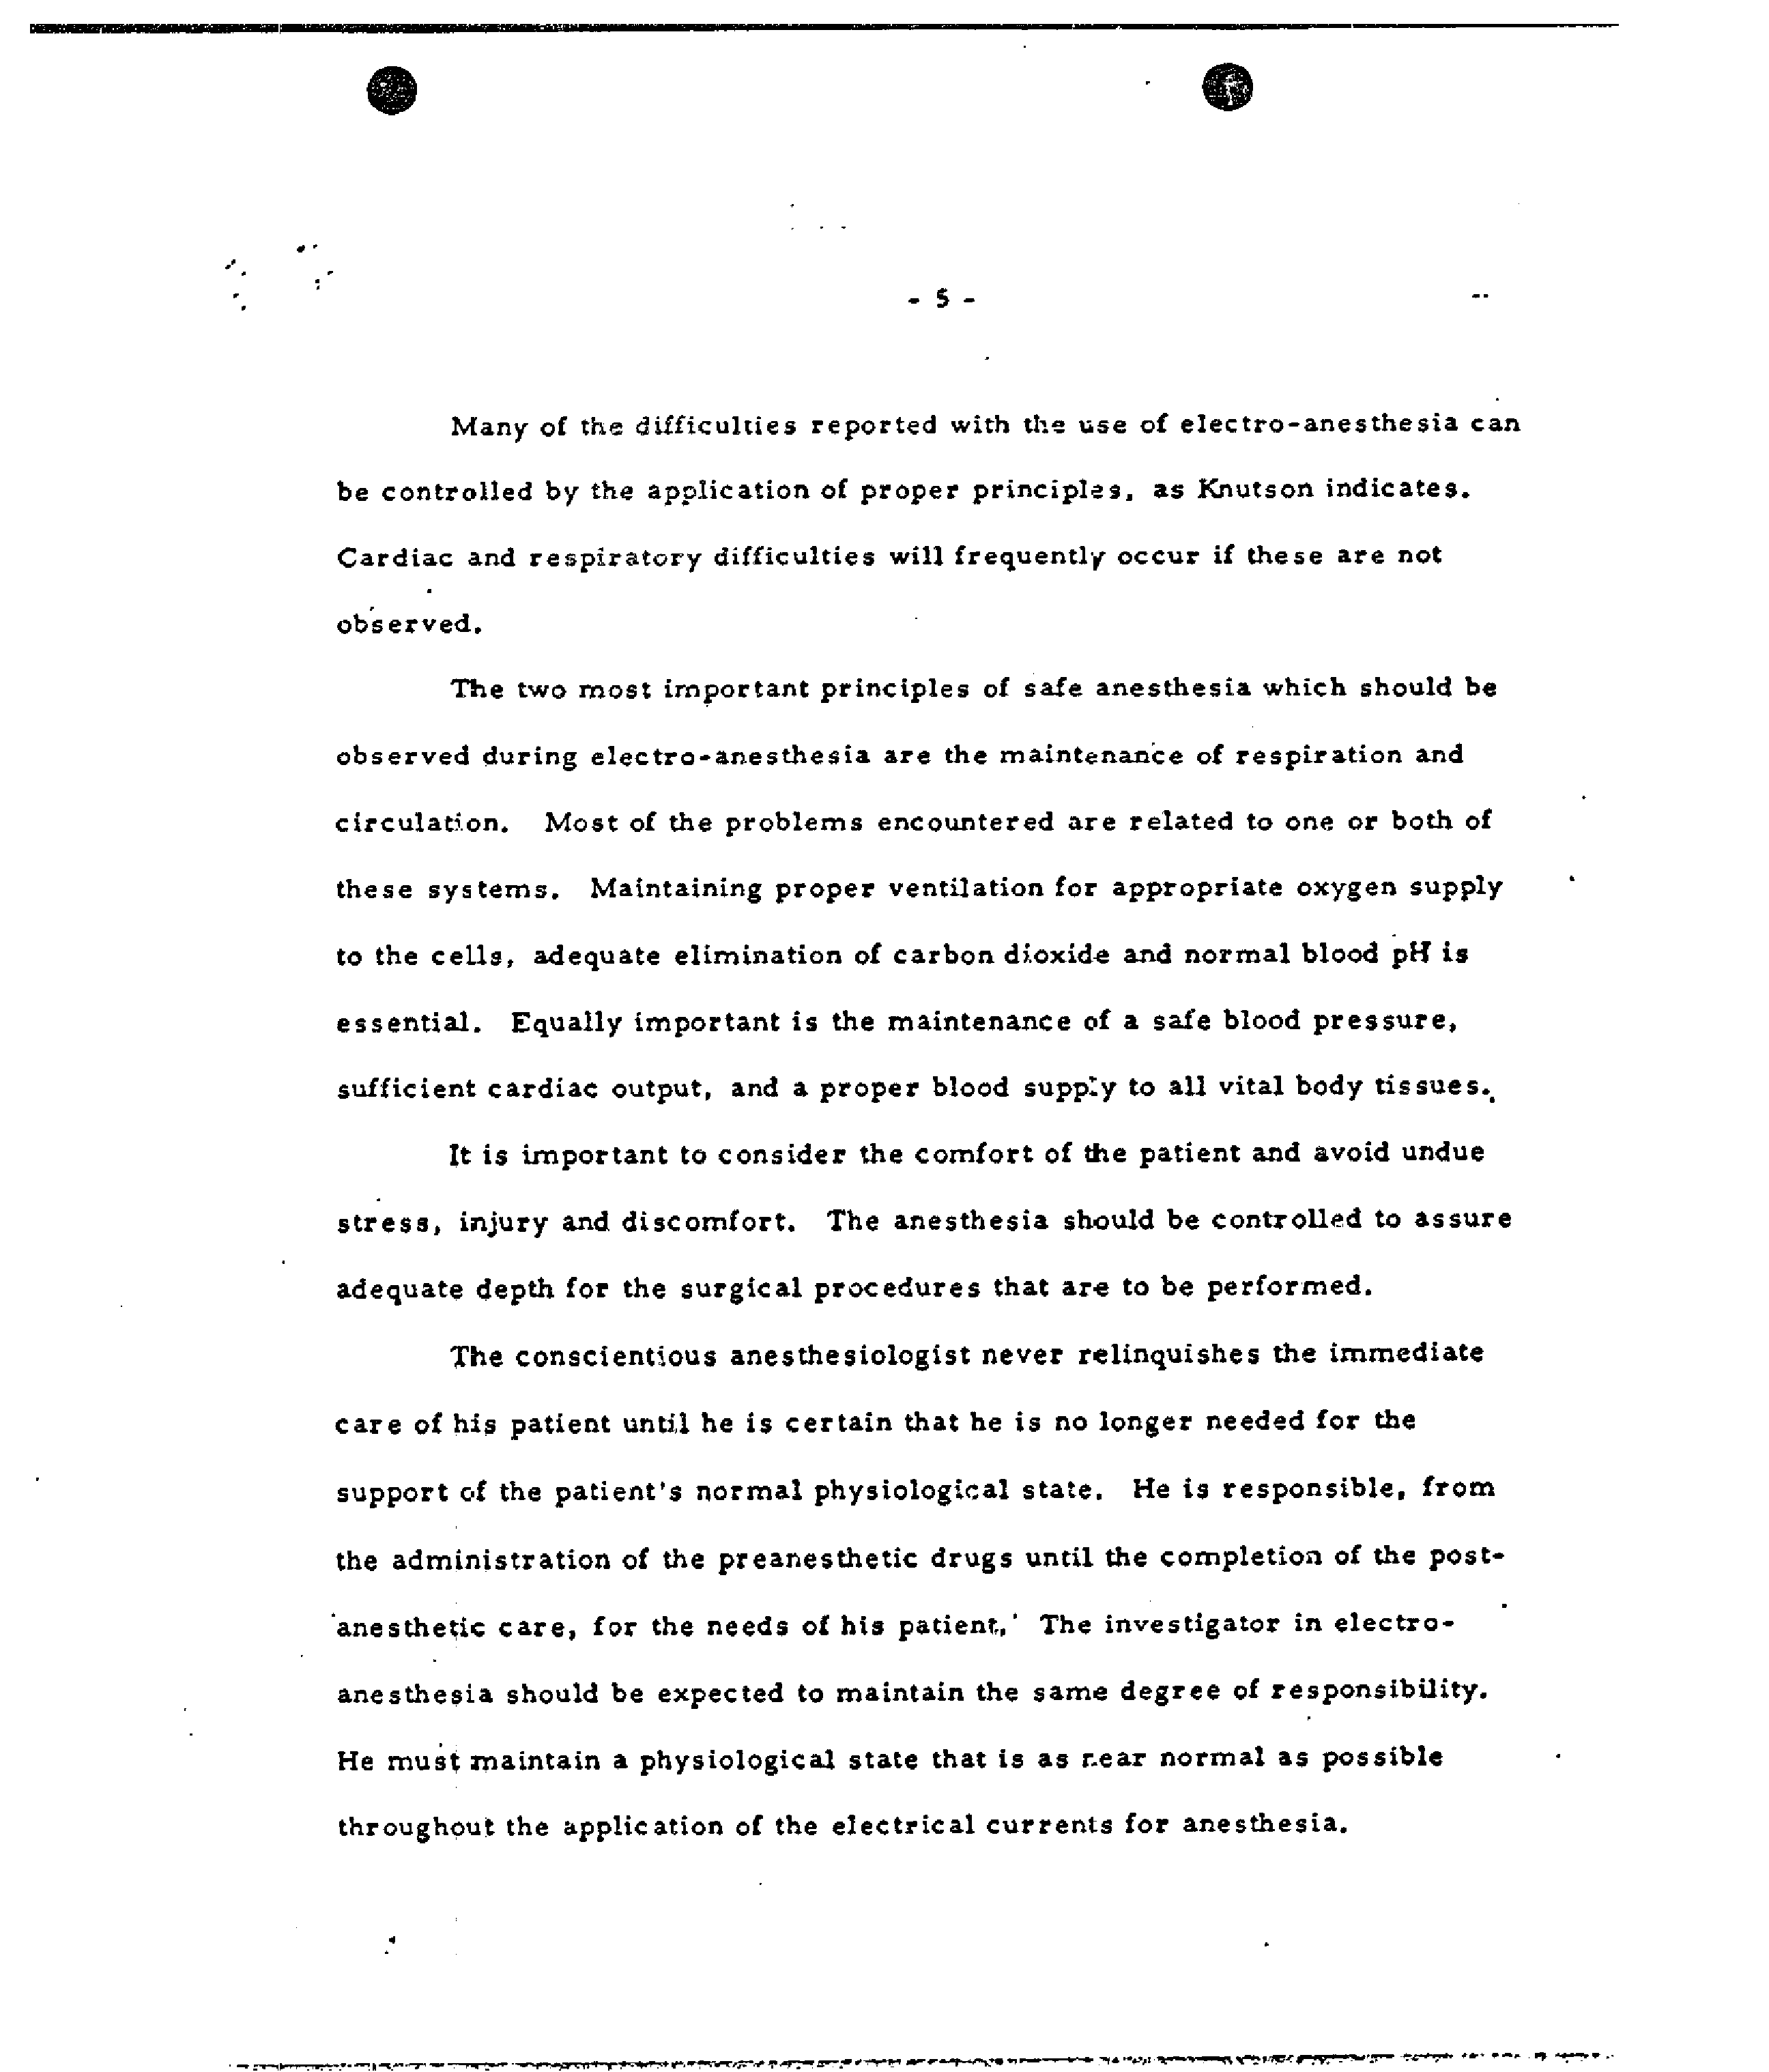 - 5 -
Many of the difficulties reported with the use of electro-anesthesia can
be controlled by the application of proper principles, as Knutson indicates.
Cardiac and respiratory difficulties will frequently occur if these are not
observed.
The two most important principles of safe anesthesia which should be
observed during electro-anesthesia are the maintenance of respiration and
circulation. Most of the problems encountered are related to one or both of
these systems. Maintaining proper ventilation for appropriate oxygen supply
to the cells, adequate elimination of carbon dioxide and normal blood pH is
essential. Equally important is the maintenance of a safe blood pressure,
sufficient cardiac output, and a proper blood supply to all vital body tissues.
It is important to consider the comfort of the patient and avoid undue
stress, injury and discomfort. The anesthesia should be controlled to assure
adequate depth for the surgical procedures that are to be performed.
The conscientious anesthesiologist never relinquishes the immediate
care of his patient until he is certain that he is no longer needed for the
support of the patient's normal physiological state. He is responsible, from
the administration of the preanesthetic drugs until the completion of the post-
anesthetic care, for the needs of his patient. The investigator in electro-
anesthesia should be expected to maintain the same degree of responsibility.
He must maintain a physiological state that is as near normal as possible
throughout the application of the electrical currents for anesthesia.